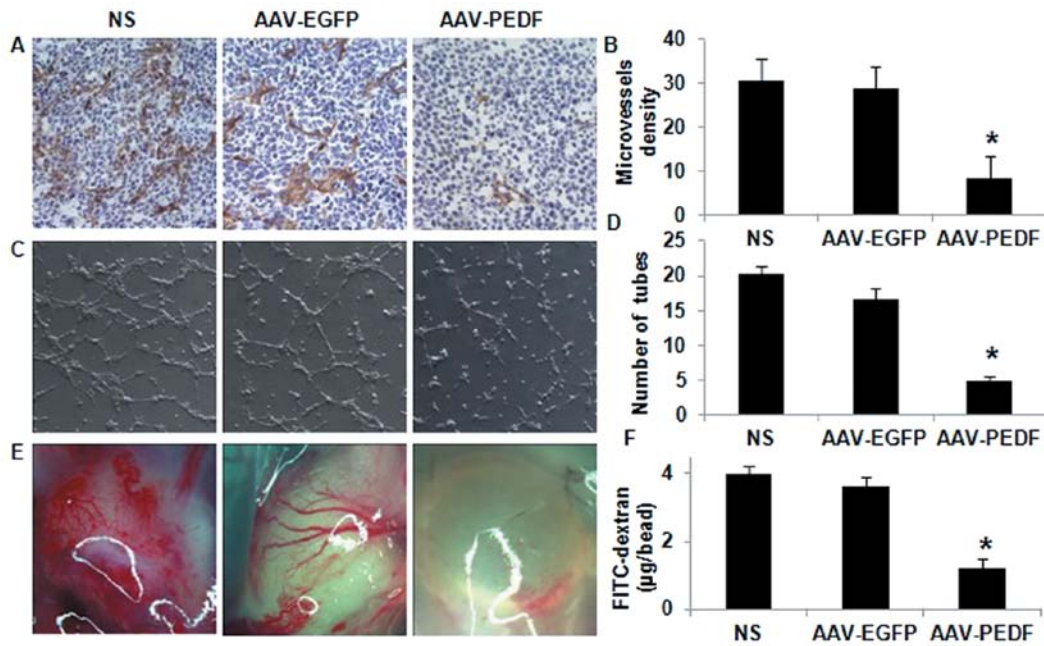 NS AAV-EGFP AAV-PEDF
A
B
Microvessels density
40
30
20
10
0
NS AAV-EGFP AAV-PEDF
*
C
D
Number of tubes
25
20
15
10
5
0
NS AAV-EGFP AAV-PEDF
*
E
F
FITC-dextran (µg/bead)
4
2
0
NS AAV-EGFP AAV-PEDF
*